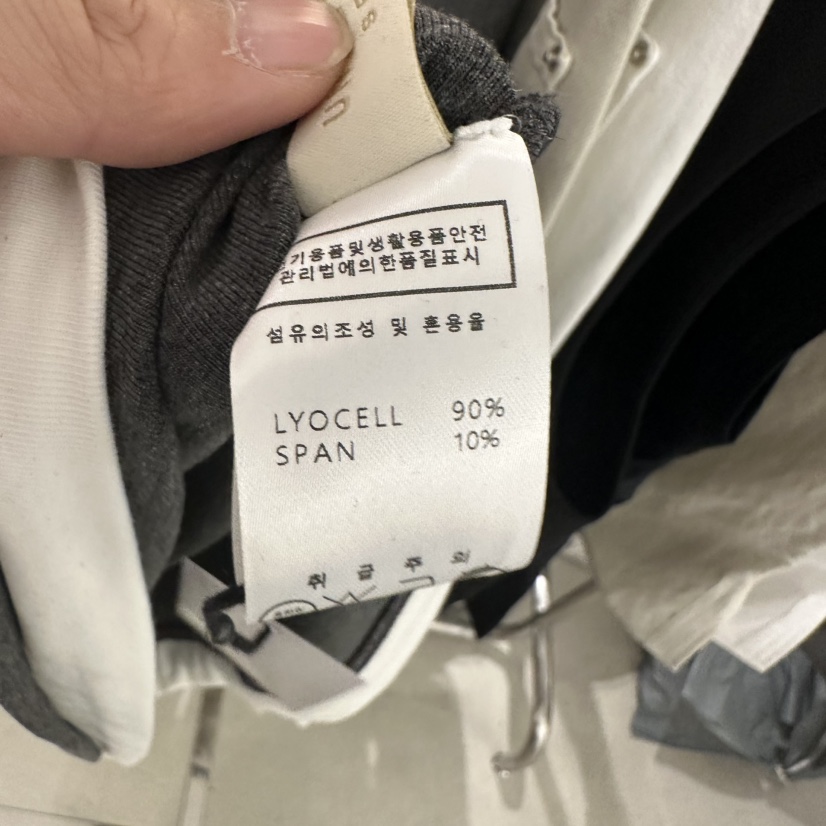 기용품및생활용품안전
관리법에의한품질표시
섬유의조성 및 혼용율
LYOCELL 90%
SPAN 10%
취 급 주 의